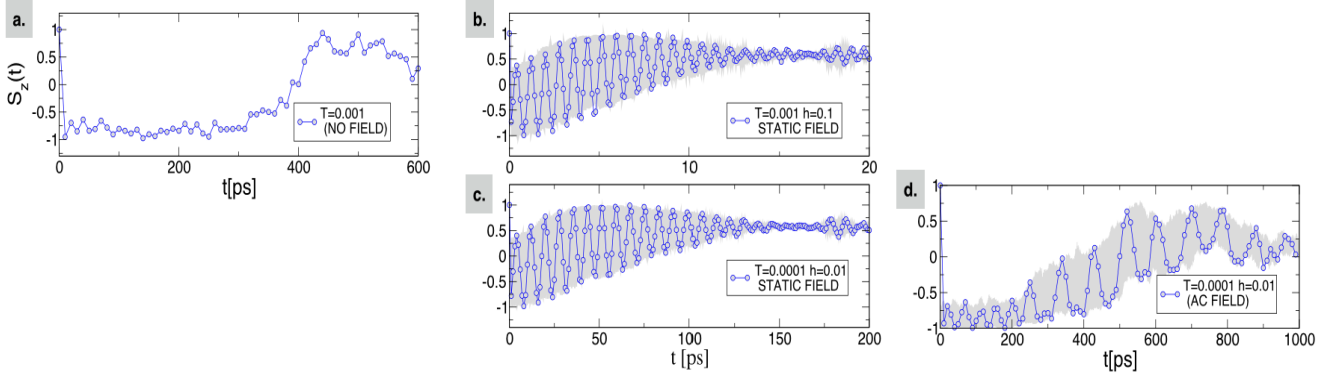 a.
S_z(t)
1
0.5
0
-0.5
-1
T=0.001
(NO FIELD)
0 200 400 600
t[ps]
b.
1
0.5
0
-0.5
-1
T=0.001 h=0.1
STATIC FIELD
0 10 20
c.
1
0.5
0
-0.5
-1
T=0.0001 h=0.01
STATIC FIELD
0 50 100 150 200
t [ps]
d.
1
0.5
0
-0.5
-1
T=0.0001 h=0.01
(AC FIELD)
0 200 400 600 800 1000
t[ps]